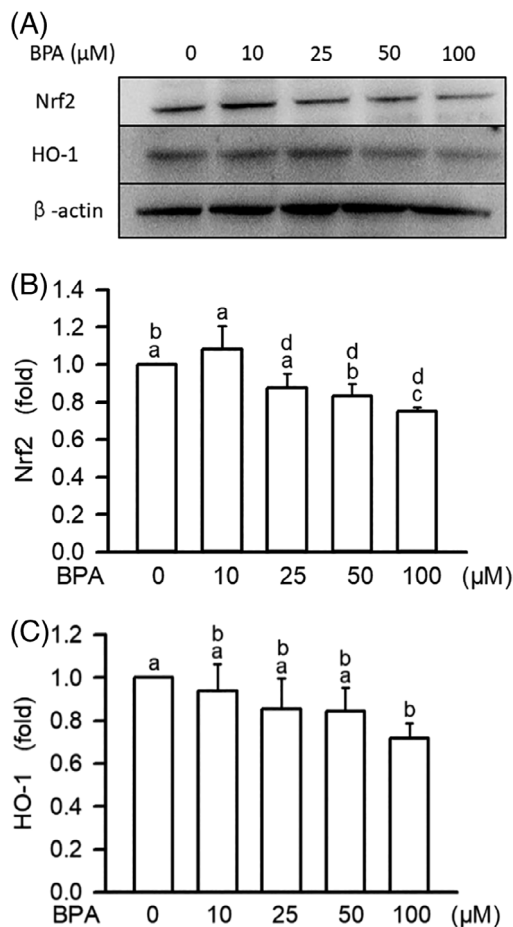 (A)
BPA (μM) 0 10 25 50 100
Nrf2
HO-1
β -actin
(B)
1.4
1.2
1.0
0.8
0.6
0.4
0.2
0.0
Nrf2 (fold)
b
a
a
d
a
d
b
d
c
BPA 0 10 25 50 100 (μM)
(C)
1.2
1.0
0.8
0.6
0.4
0.2
0.0
HO-1 (fold)
a
b
a
b
a
b
a
b
BPA 0 10 25 50 100 (μM)